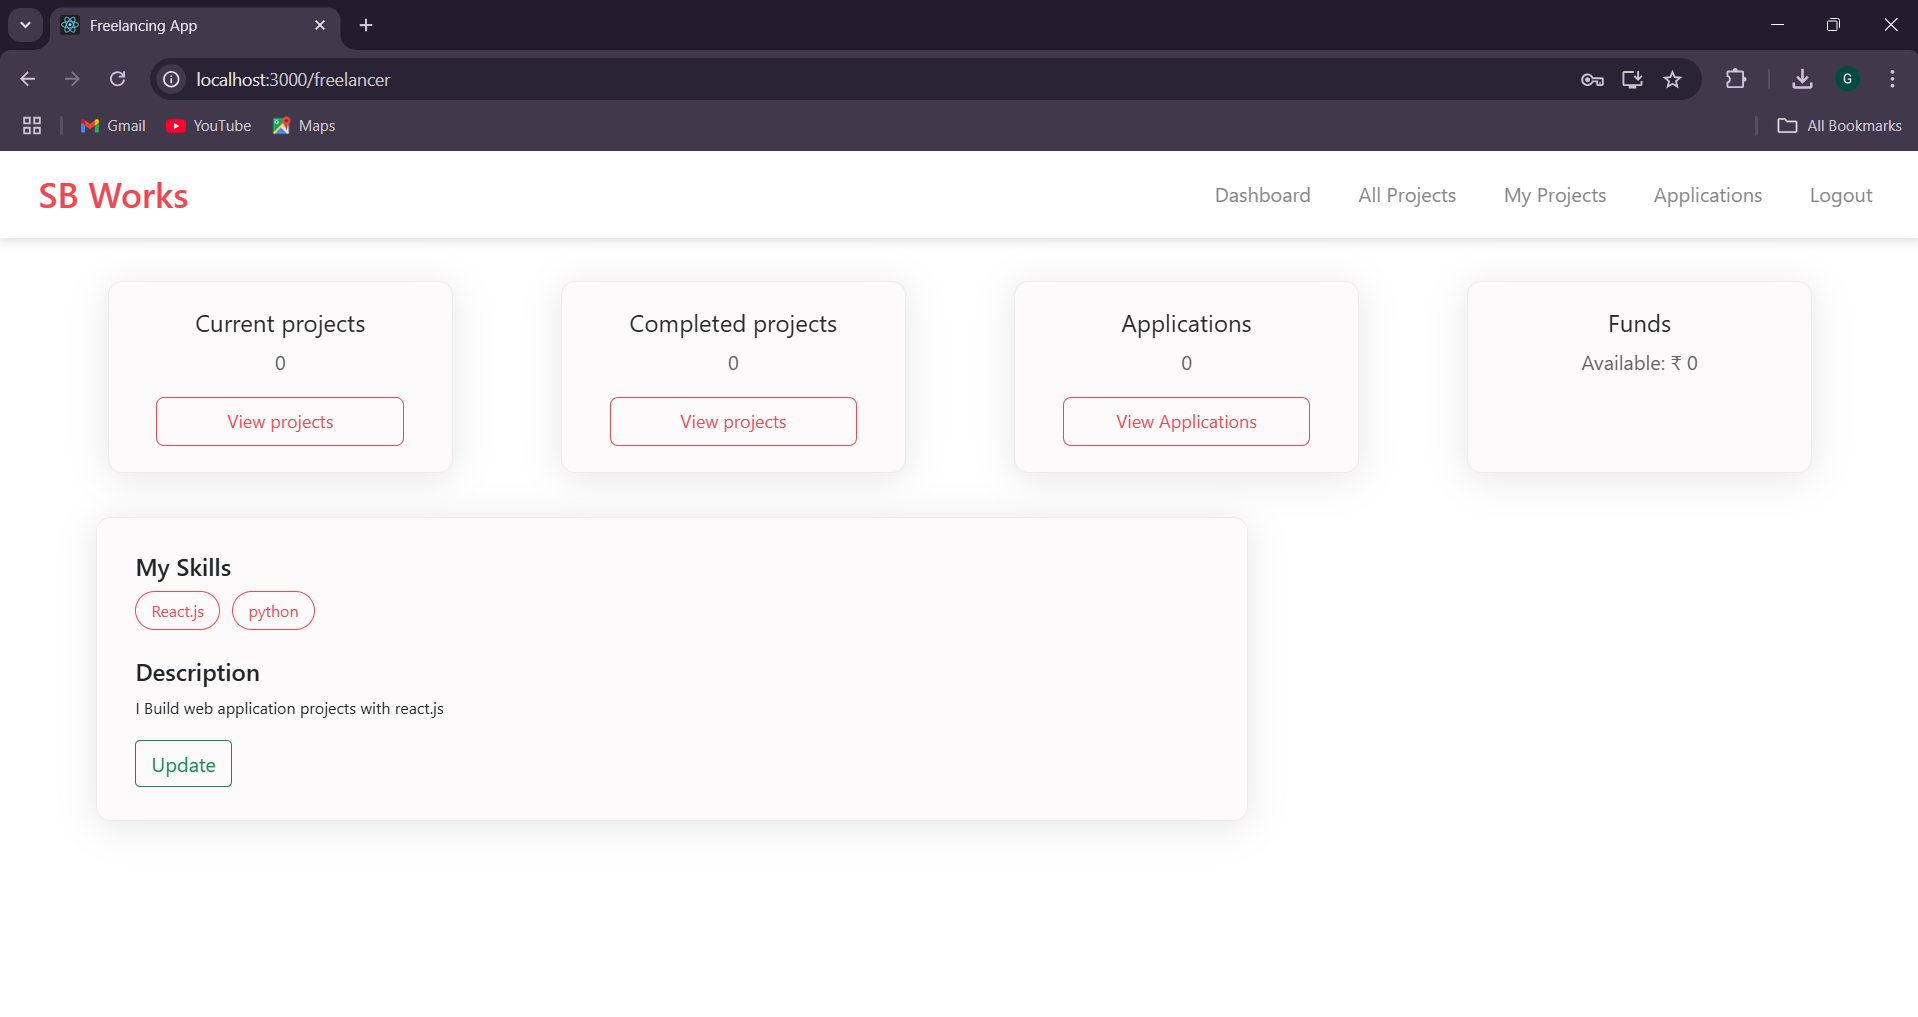 Freelancing App
localhost:3000/freelancer
G
Gmail YouTube Maps All Bookmarks
SB Works Dashboard All Projects My Projects Applications Logout
Current projects
0
View projects
Completed projects
0
View projects
Applications
0
View Applications
Funds
Available: ₹ 0
My Skills
React.js python
Description
I Build web application projects with react.js
Update